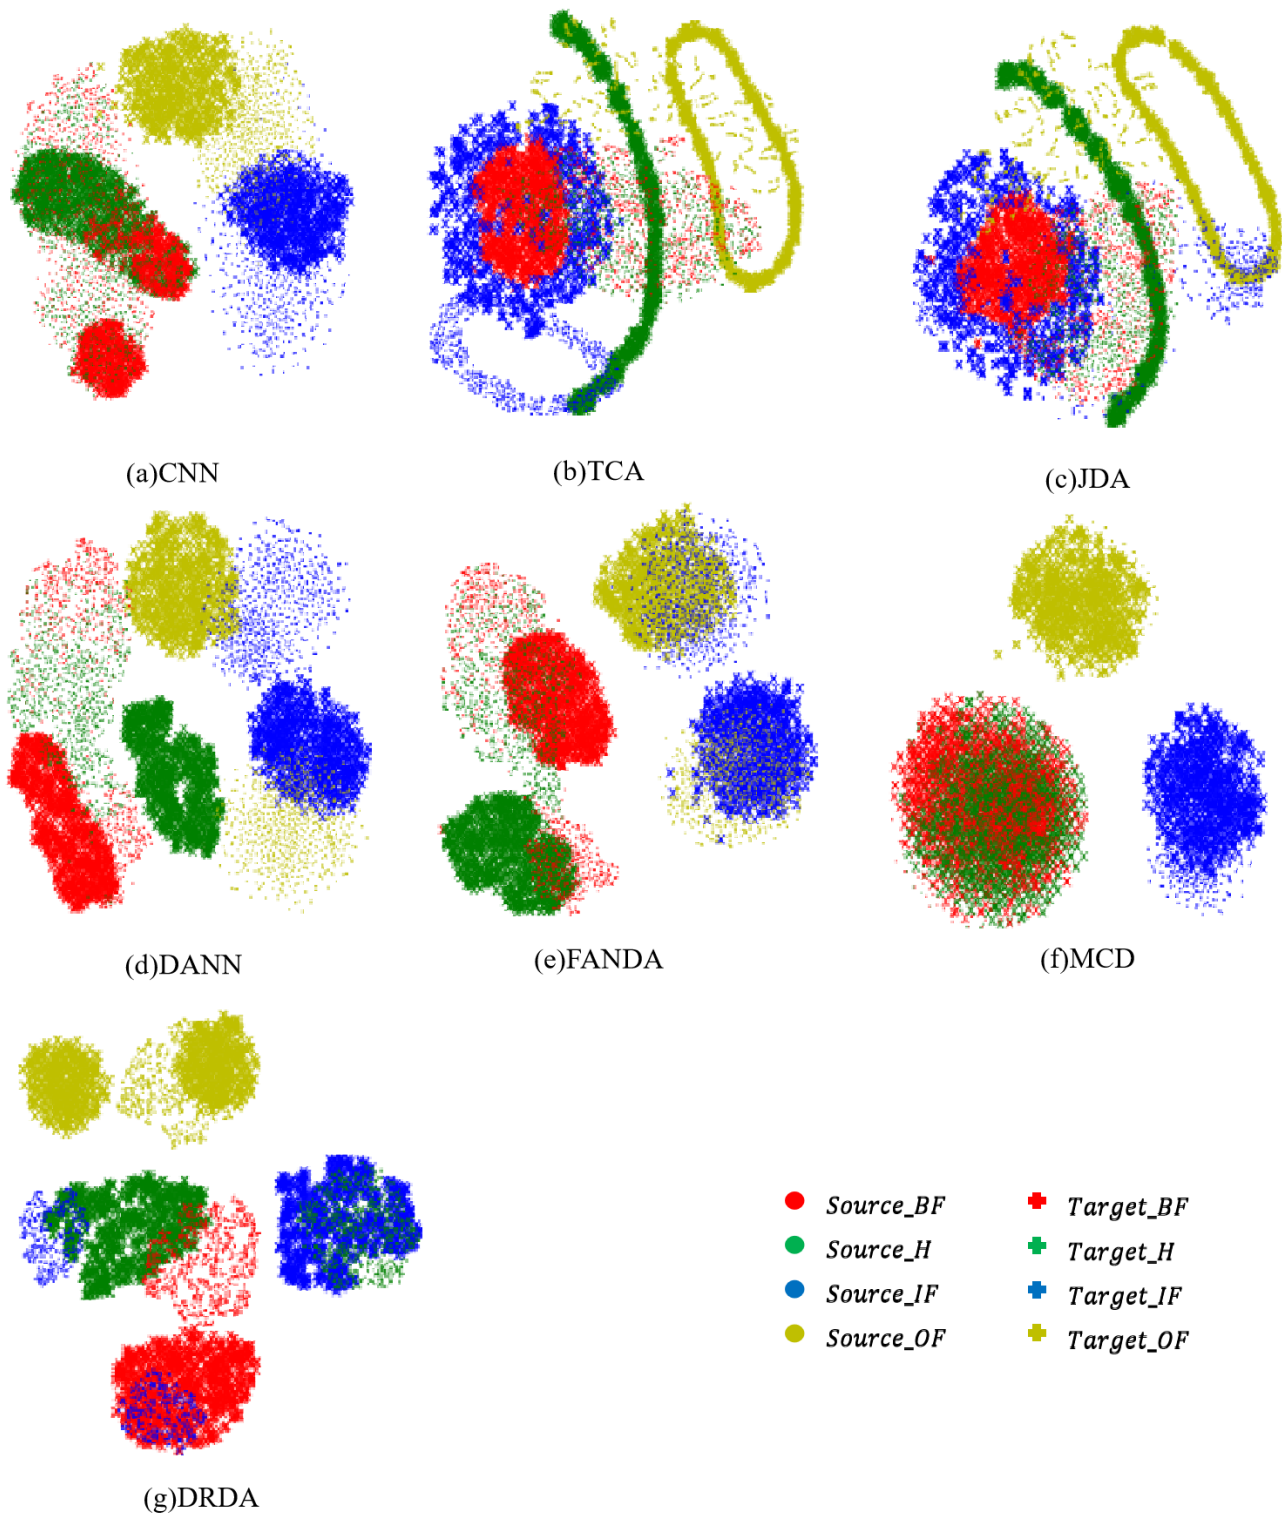 (a)CNN
(b)TCA
(c)JDA
(d)DANN
(e)FANDA
(f)MCD
Source_BF
Target_BF
Source_H
Target_H
Source_IF
Target_IF
Source_OF
Target_OF
(g)DRDA